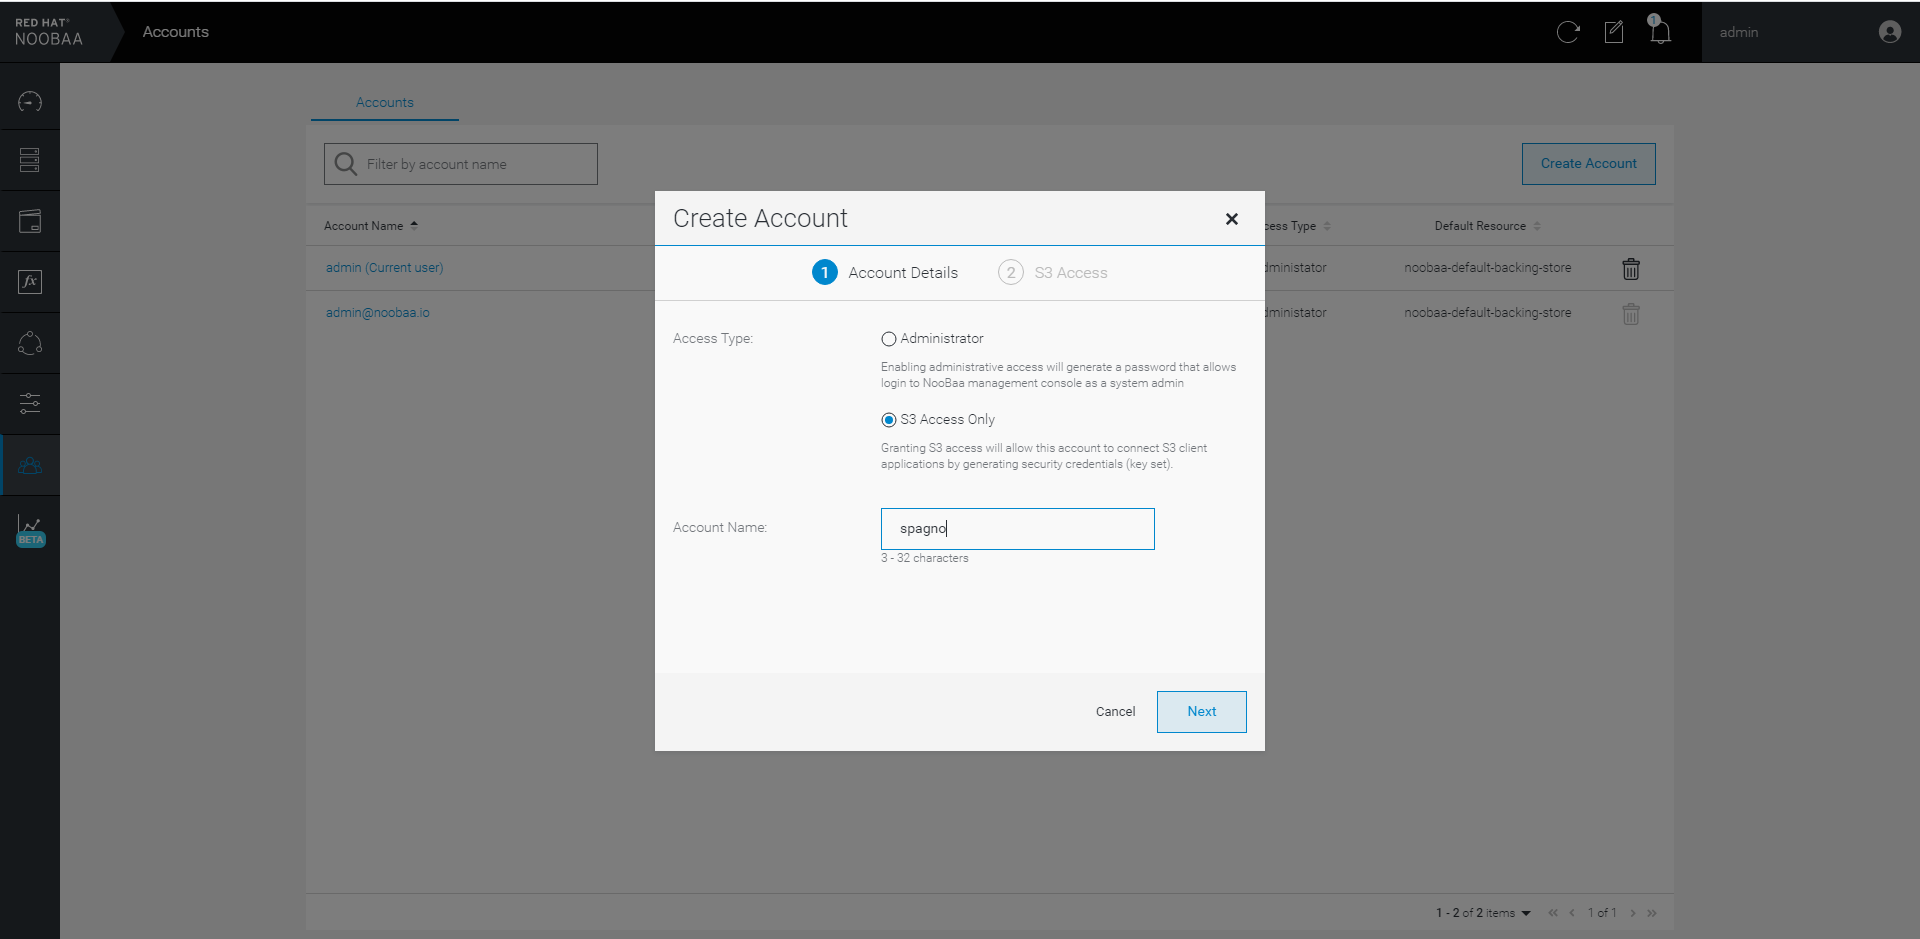 RED HAT®
NOOBAA
Accounts
1
admin
Accounts
Filter by account name
Create Account
Account Name
cess Type
Default Resource
admin (Current user)
dministator
noobaa-default-backing-store
admin@noobaa.io
dministator
noobaa-default-backing-store
fx
BETA
Create Account
1 Account Details
2 S3 Access
Access Type:
Administrator
Enabling administrative access will generate a password that allows
login to NooBaa management console as a system admin
S3 Access Only
Granting S3 access will allow this account to connect S3 client
applications by generating security credentials (key set).
Account Name:
spagno
3 - 32 characters
Cancel
Next
1 - 2 of 2 items
1 of 1